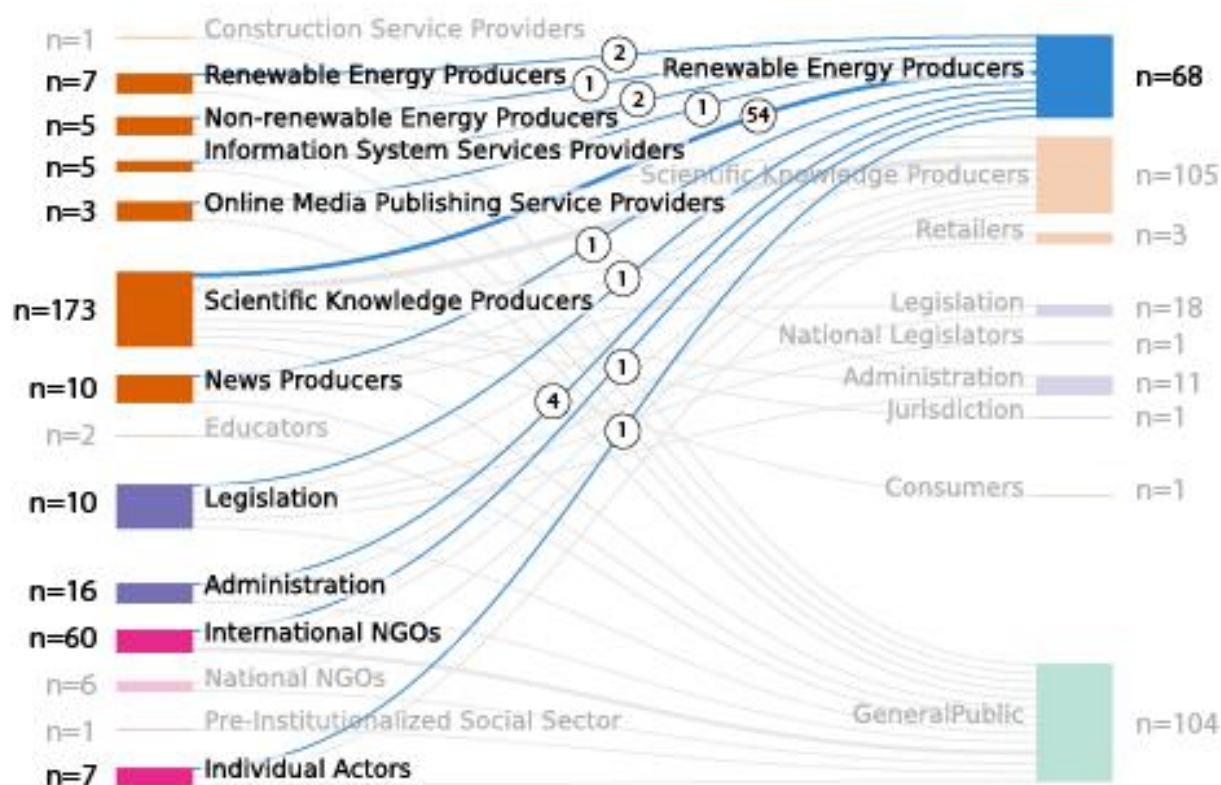 n=1 Construction Service Providers
n=7 Renewable Energy Producers
n=5 Non-renewable Energy Producers
n=5 Information System Services Providers
n=3 Online Media Publishing Service Providers
n=173 Scientific Knowledge Producers
n=10 News Producers
n=2 Educators
n=10 Legislation
n=16 Administration
n=60 International NGOs
n=6 National NGOs
n=1 Pre-Institutionalized Social Sector
n=7 Individual Actors
2
1
2
1
54
1
1
1
4
1
Renewable Energy Producers n=68
Scientific Knowledge Producers n=105
Retailers n=3
Legislation n=18
National Legislators n=1
Administration n=11
Jurisdiction n=1
Consumers n=1
GeneralPublic n=104